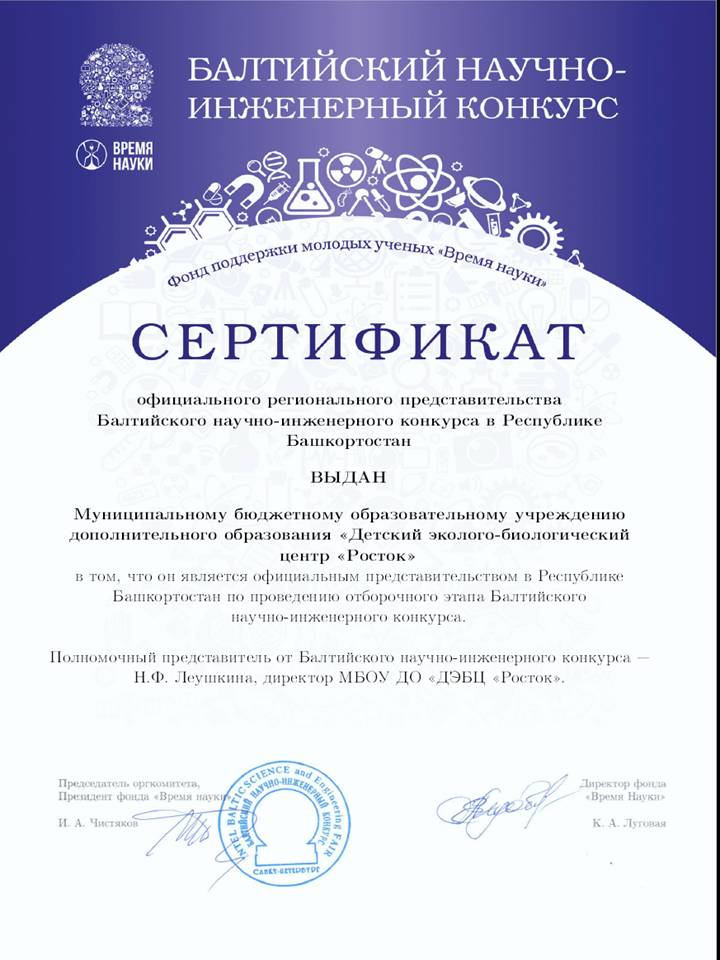 БАЛТИЙСКИЙ НАУЧНО-
ИНЖЕНЕРНЫЙ КОНКУРС
ВРЕМЯ
НАУКИ
Фонд поддержки молодых ученых «Время науки»
СЕРТИФИКАТ
официального регионального представительства
Балтийского научно-инженерного конкурса в Республике
Башкортостан
ВЫДАН
Муниципальному бюджетному образовательному учреждению
дополнительного образования «Детский эколого-биологический
центр «Росток»
в том, что он является официальным представительством в Республике
Башкортостан по проведению отборочного этапа Балтийского
научно-инженерного конкурса.
Полномочный представитель от Балтийского научно-инженерного конкурса —
Н.Ф. Леушкина, директор МБОУ ДО «ДЭБЦ «Росток».
Председатель оргкомитета,
Президент фонда «Время науки»
И. А. Чистяков
INTEL BALTIC SCIENCE and Engineering FAIR
БАЛТИЙСКИЙ НАУЧНО-ИНЖЕНЕРНЫЙ КОНКУРС
САНКТ-ПЕТЕРБУРГ
Директор фонда
«Время Науки»
К. А. Луговая